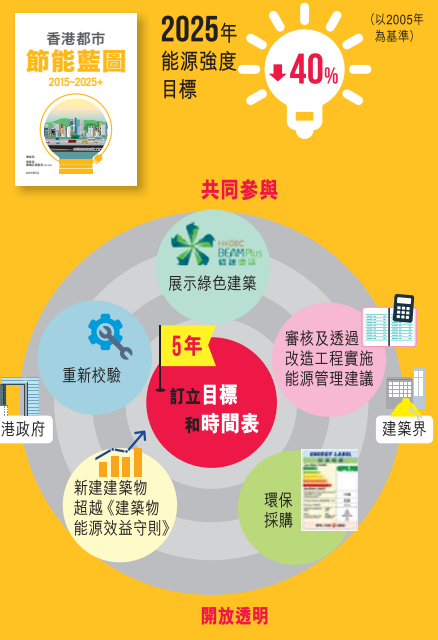 香港都市
節能藍圖
2015~2025+
2025年
能源強度
目標
40%
(以2005年
為基準)
共同參與
HKGBC
BEAMPlus
綠建環評
展示綠色建築
重新校驗
審核及透過
改造工程實施
能源管理建議
5年
訂立目標
和時間表
港政府
建築界
新建建築物
超越《建築物
能源效益守則》
ENERGY LABEL
環保
採購
開放透明